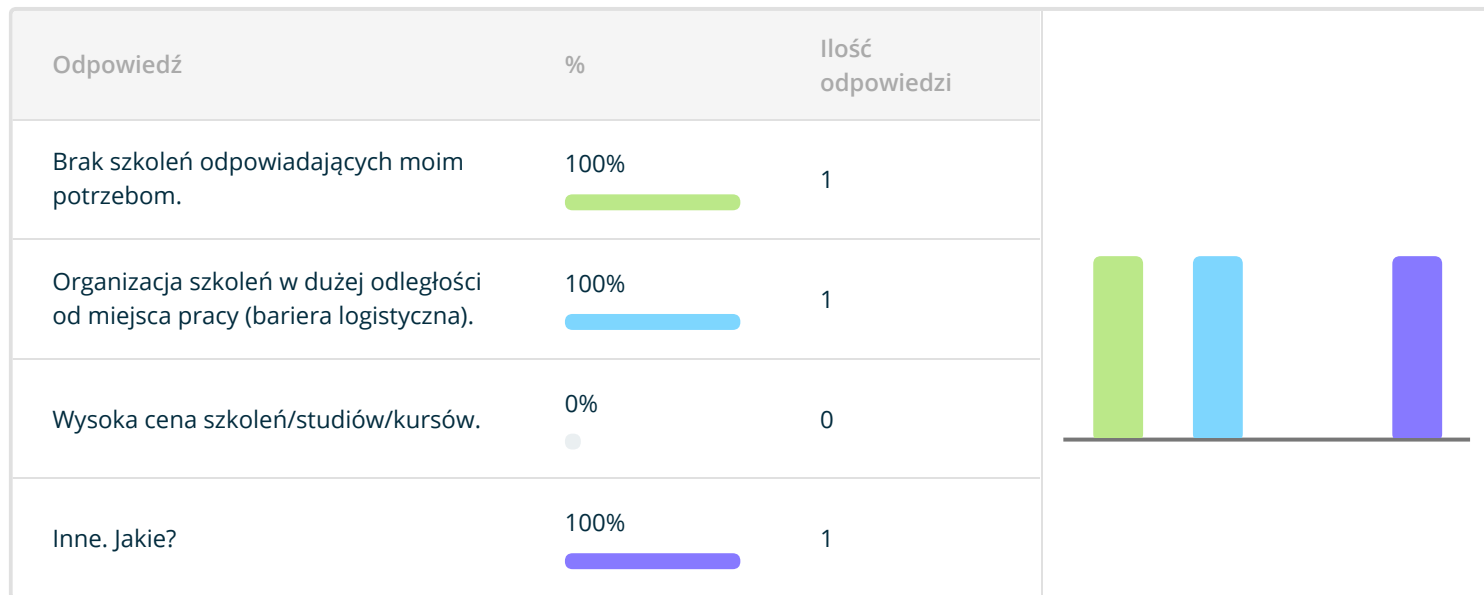 Odpowiedź
%
Ilość
odpowiedzi
Brak szkoleń odpowiadających moim
potrzebom.
100%
1
Organizacja szkoleń w dużej odległości
od miejsca pracy (bariera logistyczna).
100%
1
Wysoka cena szkoleń/studiów/kursów.
0%
0
Inne. Jakie?
100%
1